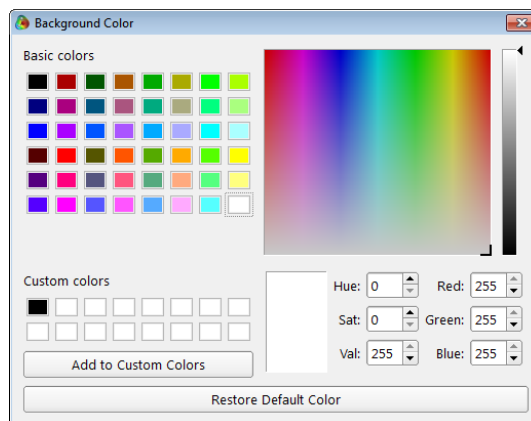 Background Color
Basic colors
Custom colors
Hue: 0 Red: 255
Sat: 0 Green: 255
Val: 255 Blue: 255
Add to Custom Colors
Restore Default Color